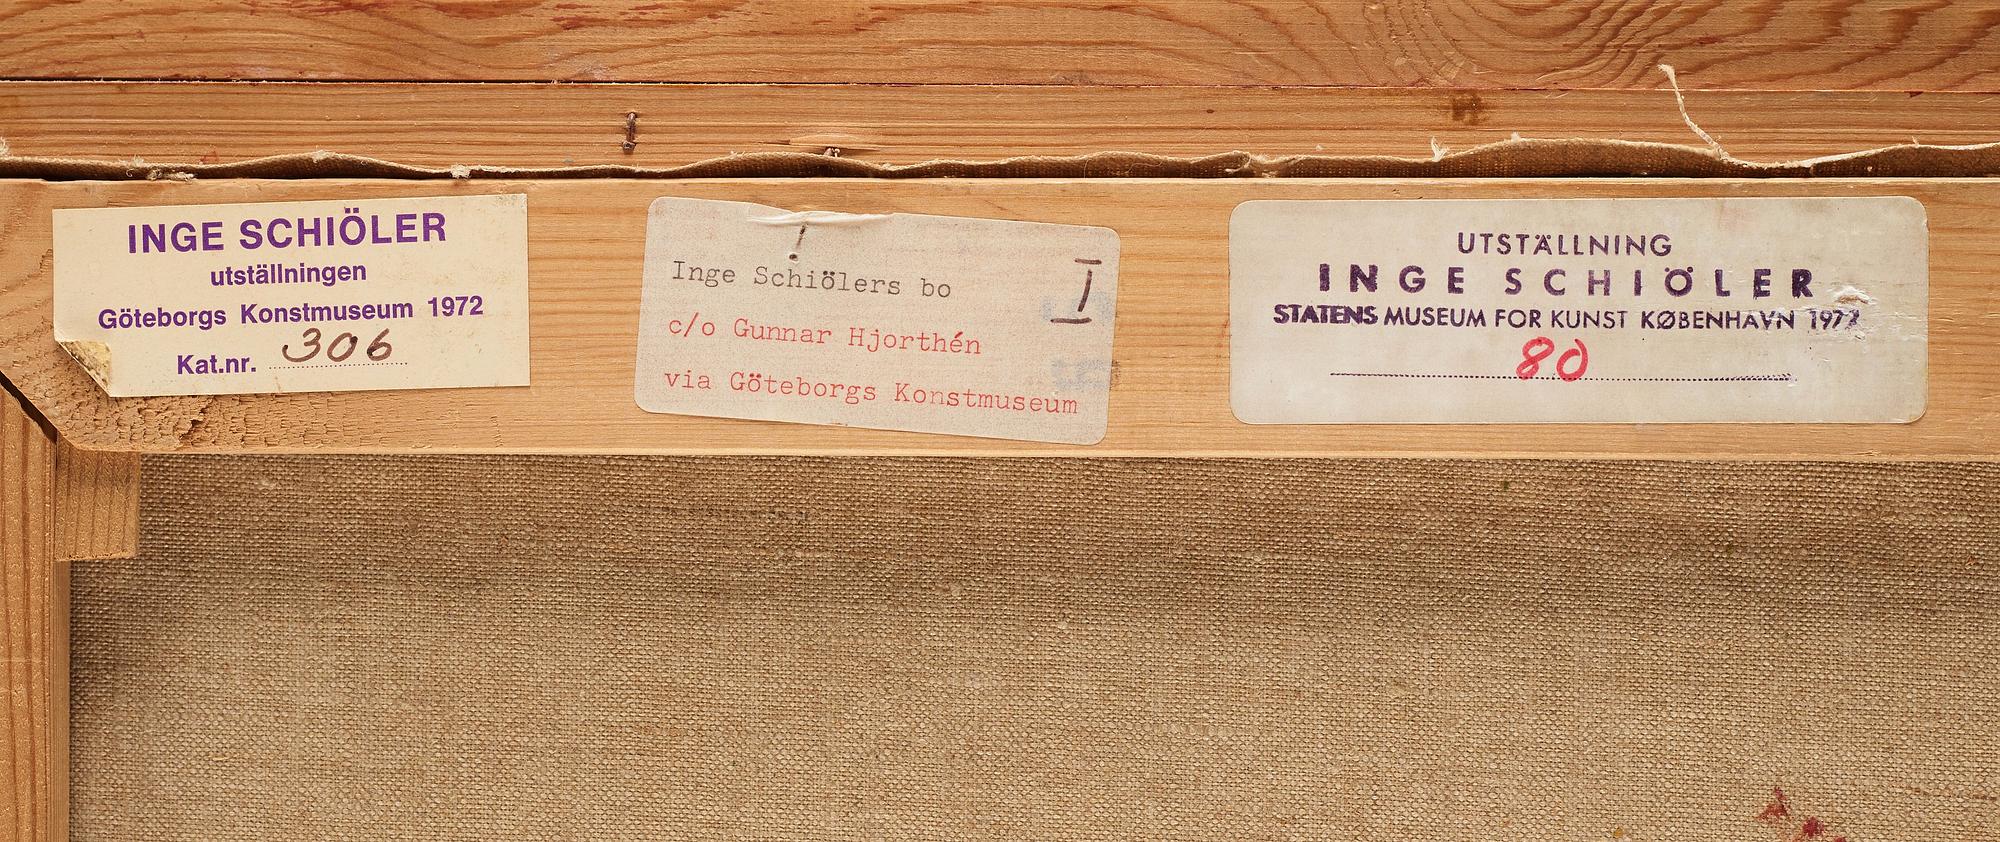 INGE SCHIÖLER
utställningen
Göteborgs Konstmuseum 1972
Kat.nr. 306
Inge Schiölers bo
I
c/o Gunnar Hjorthén
via Göteborgs Konstmuseum
UTSTÄLLNING
INGE SCHIÖLER
STATENS MUSEUM FOR KUNST KØBENHAVN 1972
80